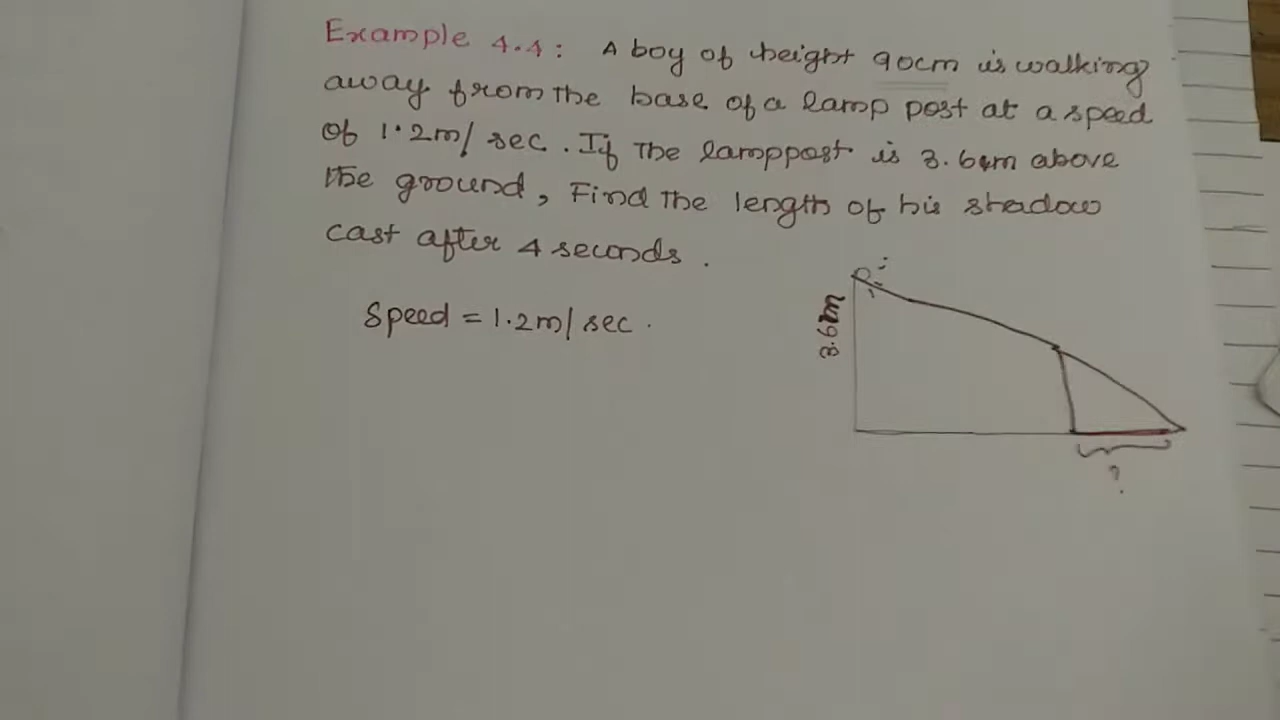 Example 4.4: A boy of height 90cm is walking
away from the base of a lamp post at a speed
of 1.2m/sec. If the lamppost is 3.6m above
the ground, Find the length of his shadow
cast after 4 seconds.
Speed = 1.2m/sec.
3.6m
?